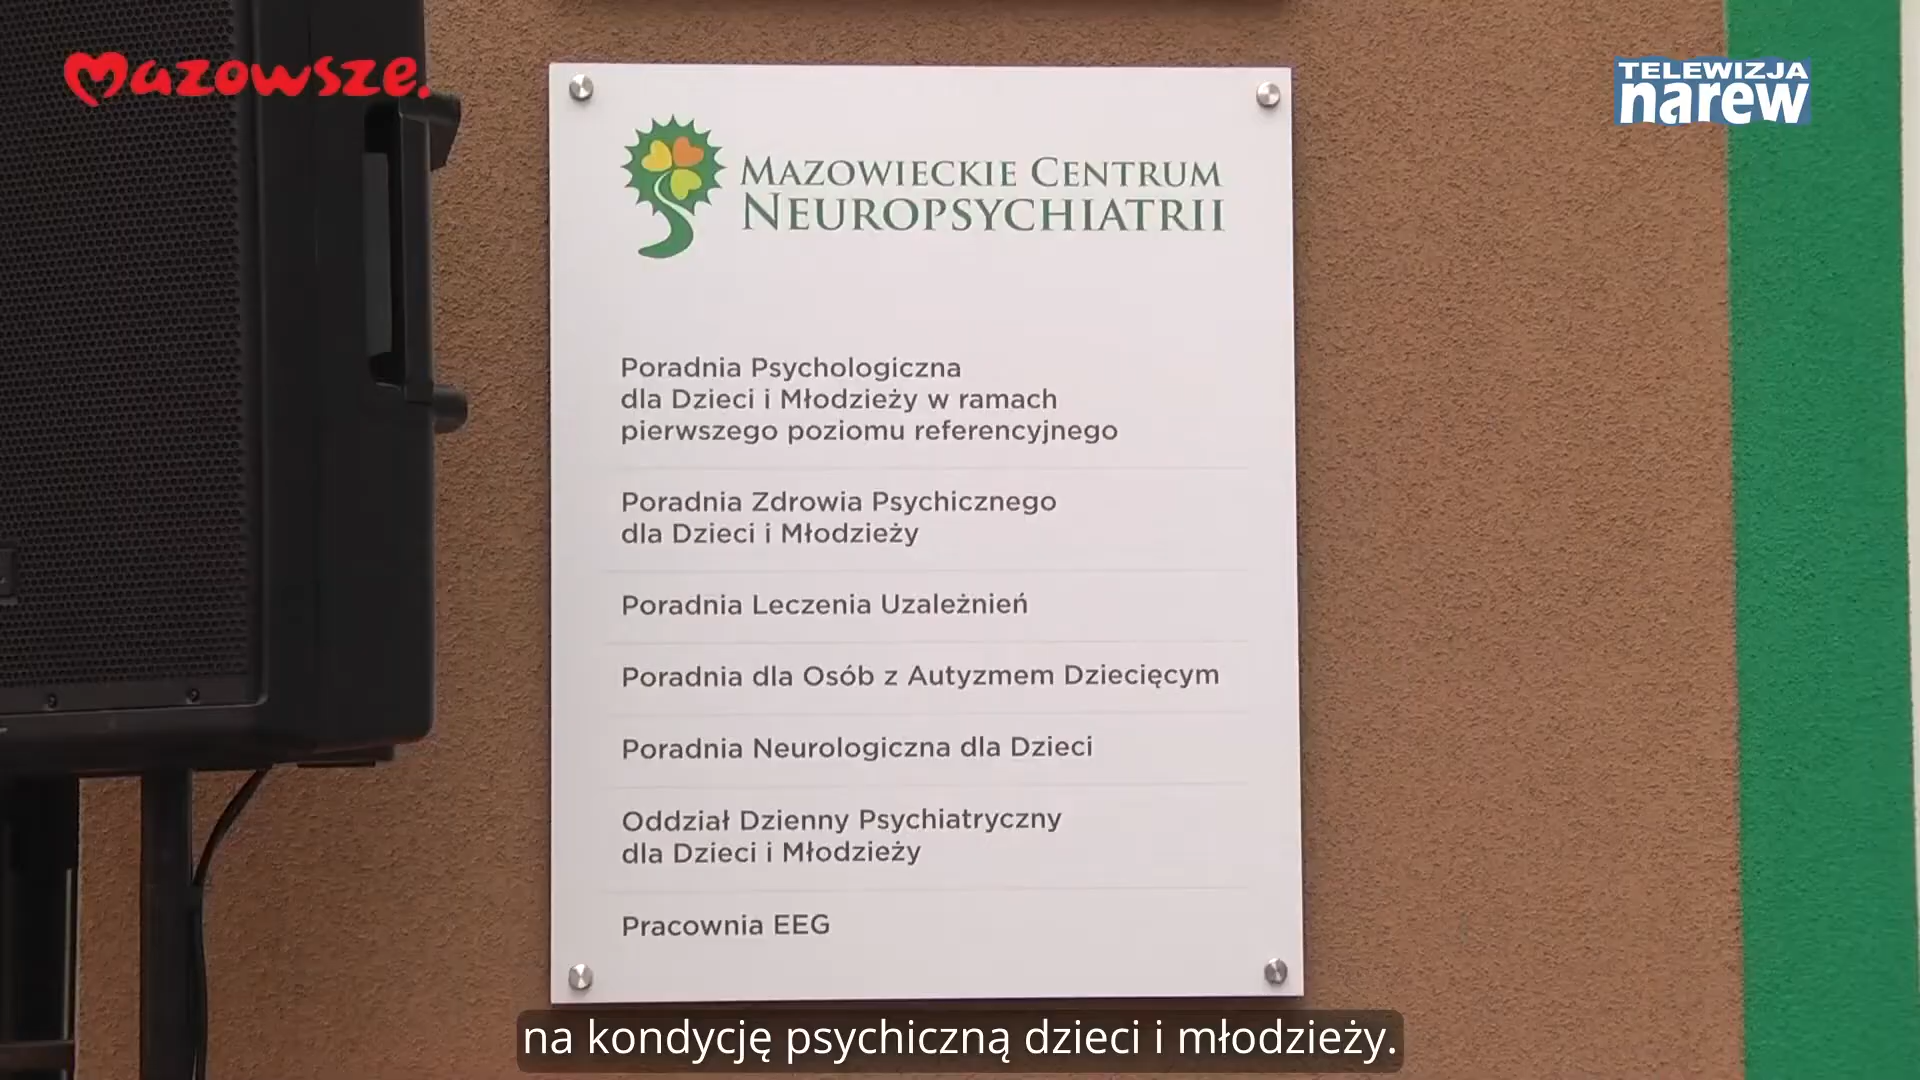 Mazowsze.
TELEWIZJA
narew
MAZOWIECKIE CENTRUM
NEUROPSYCHIATRII
Poradnia Psychologiczna
dla Dzieci i Młodzieży w ramach
pierwszego poziomu referencyjnego
Poradnia Zdrowia Psychicznego
dla Dzieci i Młodzieży
Poradnia Leczenia Uzależnień
Poradnia dla Osób z Autyzmem Dziecięcym
Poradnia Neurologiczna dla Dzieci
Oddział Dzienny Psychiatryczny
dla Dzieci i Młodzieży
Pracownia EEG
na kondycję psychiczną dzieci i młodzieży.